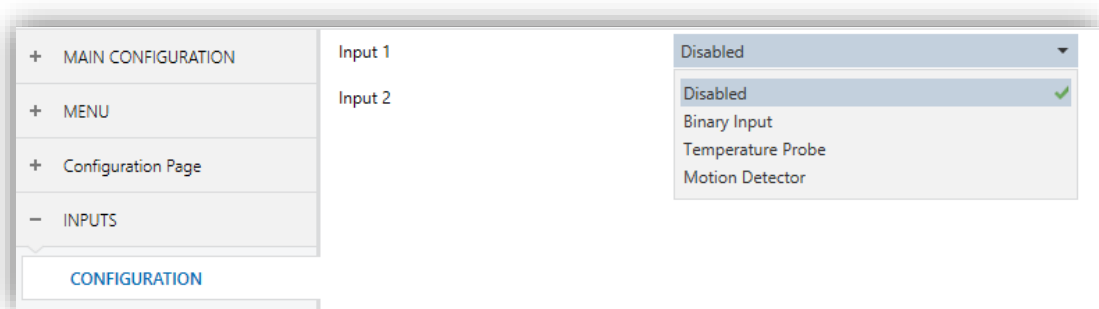 + MAIN CONFIGURATION
+ MENU
+ Configuration Page
− INPUTS
CONFIGURATION
Input 1
Disabled
Input 2
Disabled
Binary Input
Temperature Probe
Motion Detector